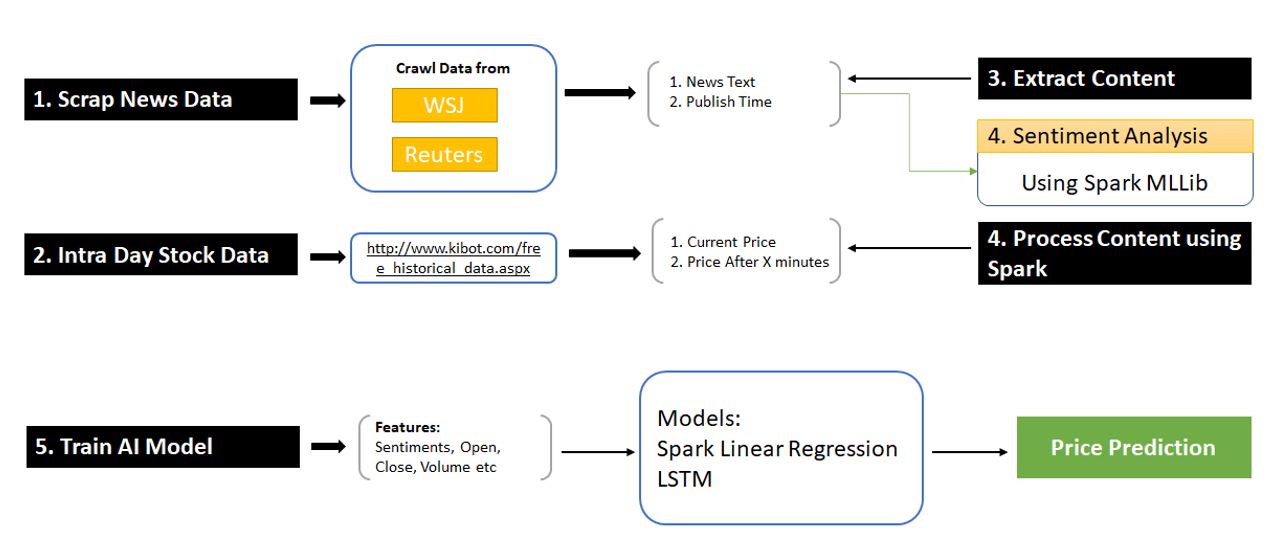 1. Scrap News Data
Crawl Data from
WSJ
Reuters
1. News Text
2. Publish Time
3. Extract Content
4. Sentiment Analysis
Using Spark MLLib
2. Intra Day Stock Data
http://www.kibot.com/fre
e_historical_data.aspx
1. Current Price
2. Price After X minutes
4. Process Content using
Spark
5. Train AI Model
Features:
Sentiments, Open,
Close, Volume etc
Models:
Spark Linear Regression
LSTM
Price Prediction